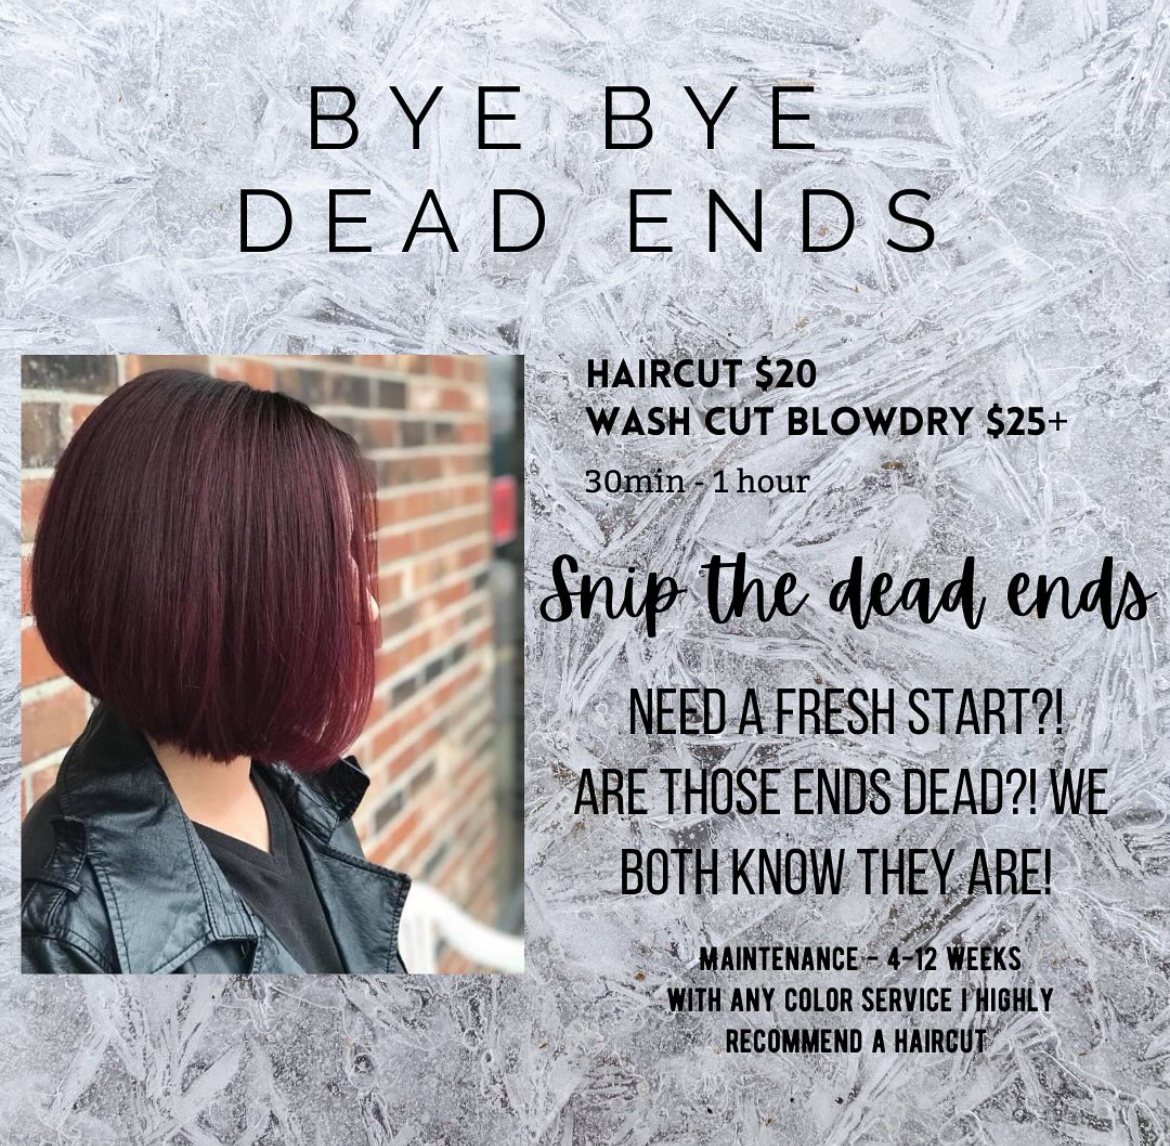 BYE BYE
DEAD ENDS
HAIRCUT $20
WASH CUT BLOWDRY $25+
30min - 1 hour
Snip the dead ends
NEED A FRESH START?!
ARE THOSE ENDS DEAD?! WE
BOTH KNOW THEY ARE!
MAINTENANCE - 4-12 WEEKS
WITH ANY COLOR SERVICE I HIGHLY
RECOMMEND A HAIRCUT